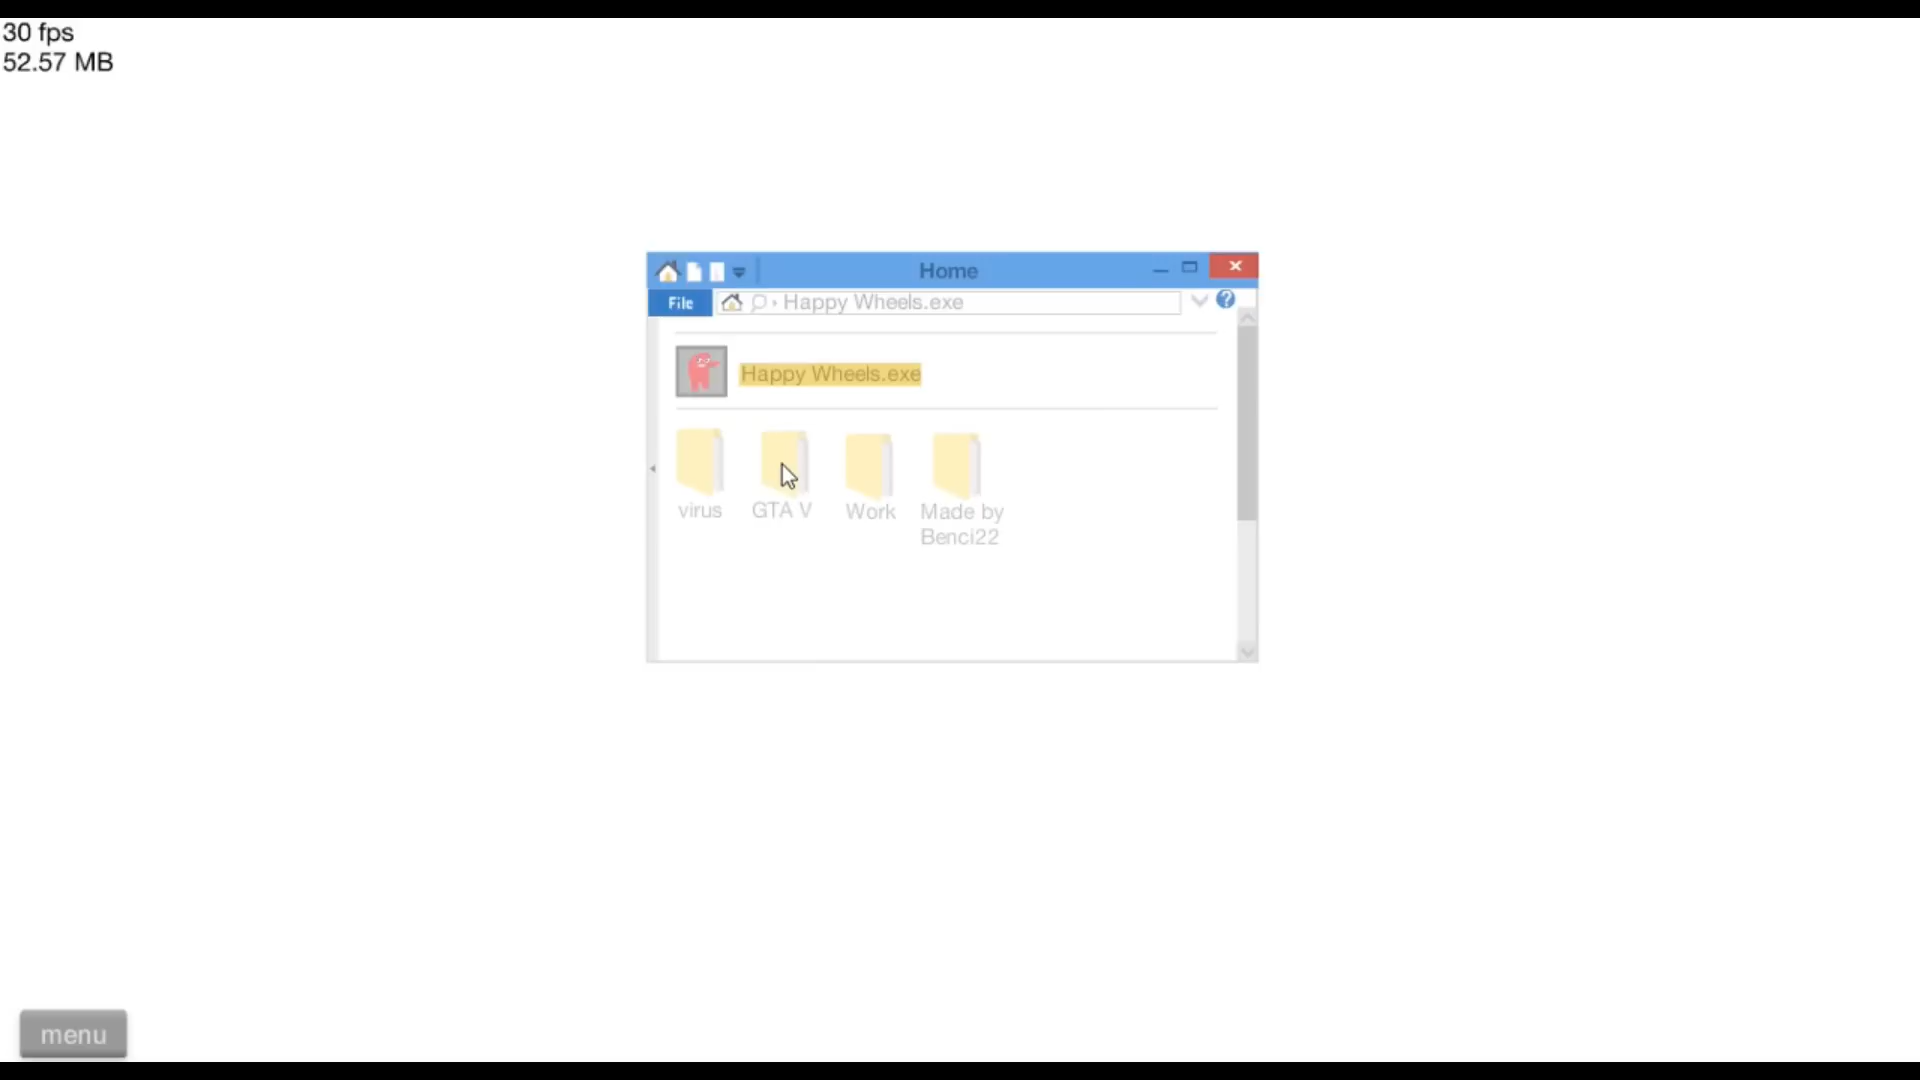 30 fps
52.57 MB
Home
File
Happy Wheels.exe
Happy Wheels.exe
virus
GTA V
Work
Made by
Benci22
menu